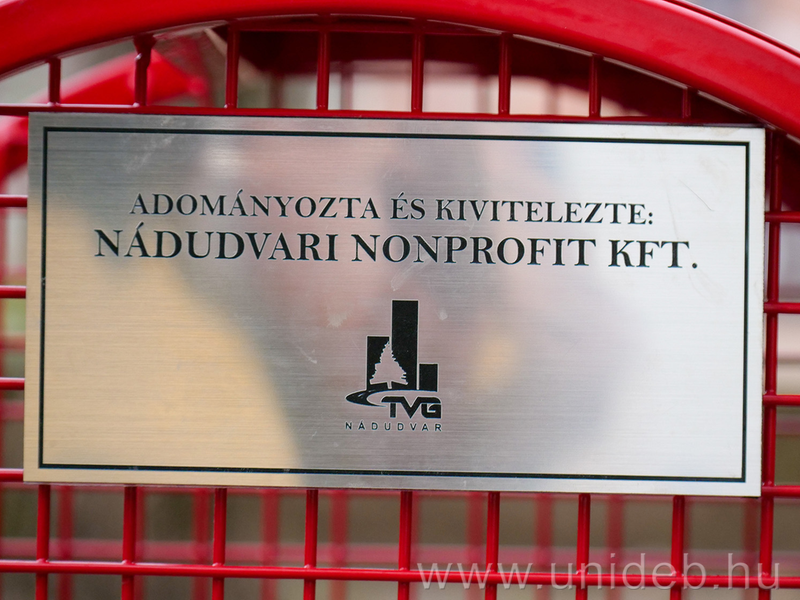 ADOMÁNYOZTA ÉS KIVITELEZTE:
NÁDUDVARI NONPROFIT KFT.
TVG
NÁDUDVAR
www.unideb.hu